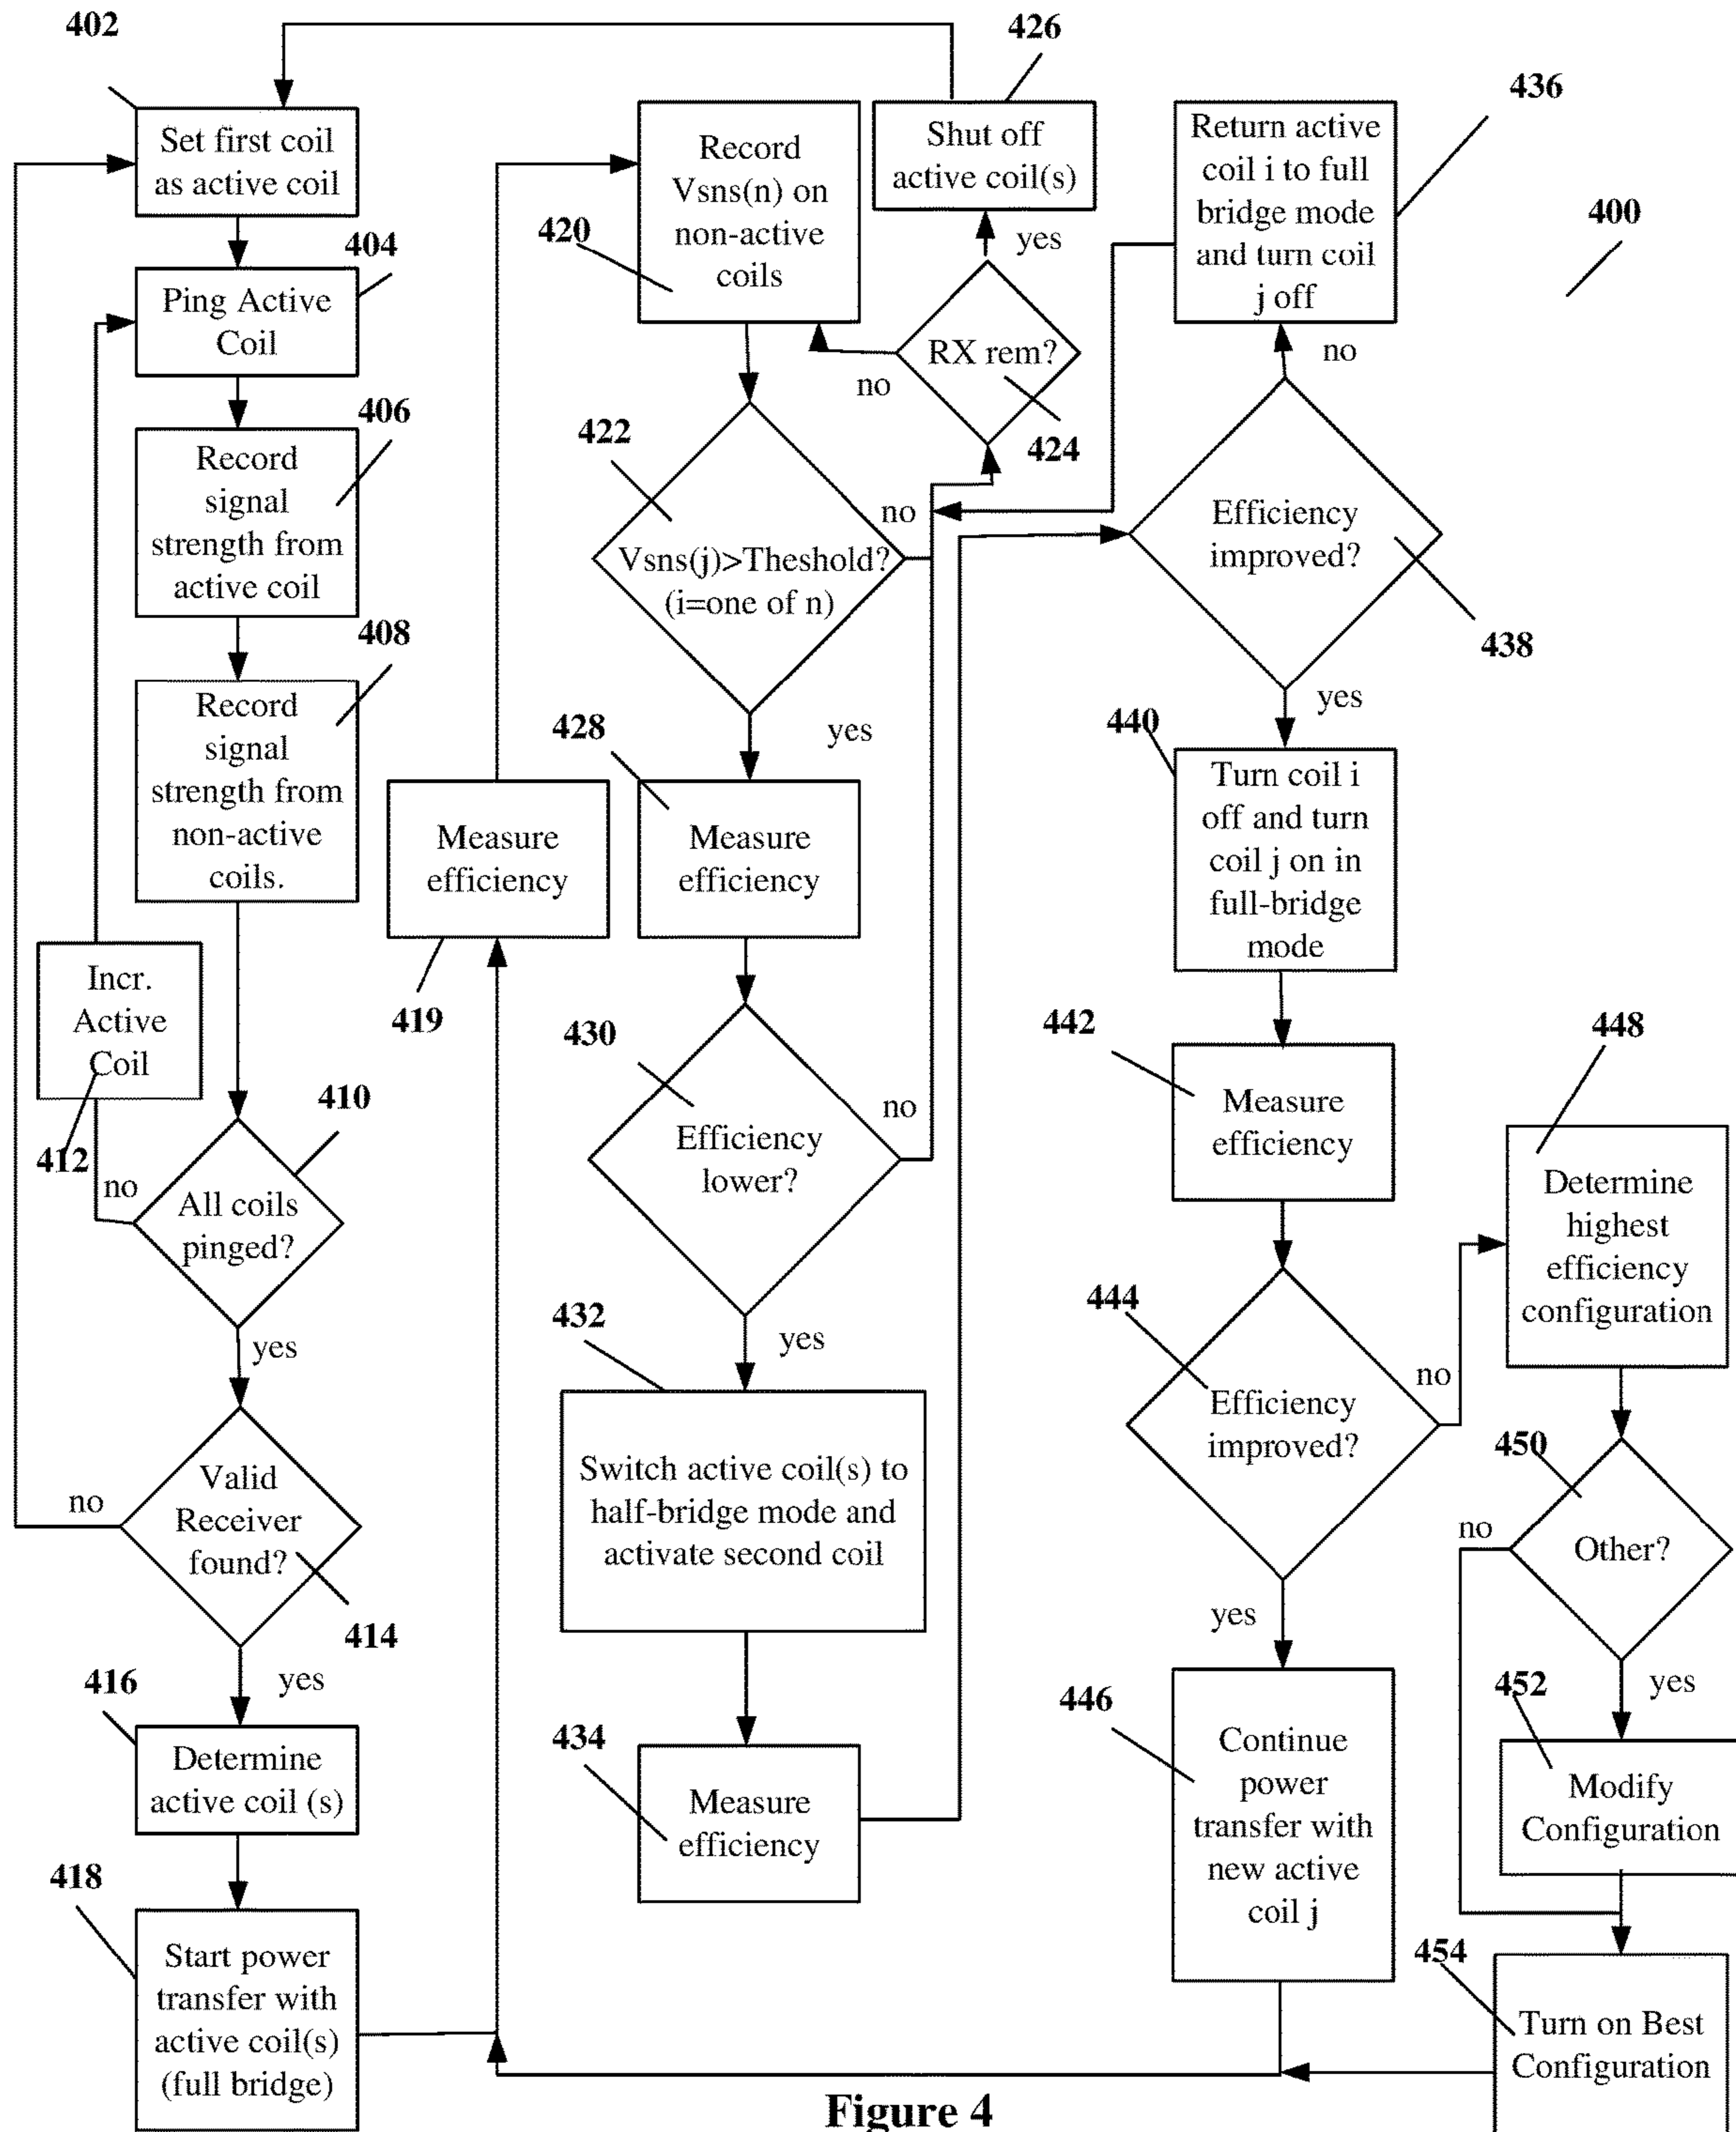 402
Set first coil
as active coil
404
Ping Active
Coil
406
Record
signal
strength from
active coil
408
Record
signal
strength from
non-active
coils.
Incr.
Active
Coil
412
no
410
All coils
pinged?
yes
Valid
Receiver
found?
no
414
yes
416
Determine
active coil (s)
418
Start power
transfer with
active coil(s)
(full bridge)
Measure
efficiency
419
Record
Vsns(n) on
non-active
coils
420
426
Shut off
active coil(s)
yes
RX rem?
no
424
422
Vsns(j)>Theshold?
(i=one of n)
no
yes
428
Measure
efficiency
430
Efficiency
lower?
no
yes
432
Switch active coil(s) to
half-bridge mode and
activate second coil
434
Measure
efficiency
436
Return active
coil i to full
bridge mode
and turn coil
j off
400
no
Efficiency
improved?
438
yes
440
Turn coil i
off and turn
coil j on in
full-bridge
mode
442
Measure
efficiency
444
Efficiency
improved?
no
yes
446
Continue
power
transfer with
new active
coil j
448
Determine
highest
efficiency
configuration
450
Other?
no
yes
452
Modify
Configuration
454
Turn on Best
Configuration
Figure 4